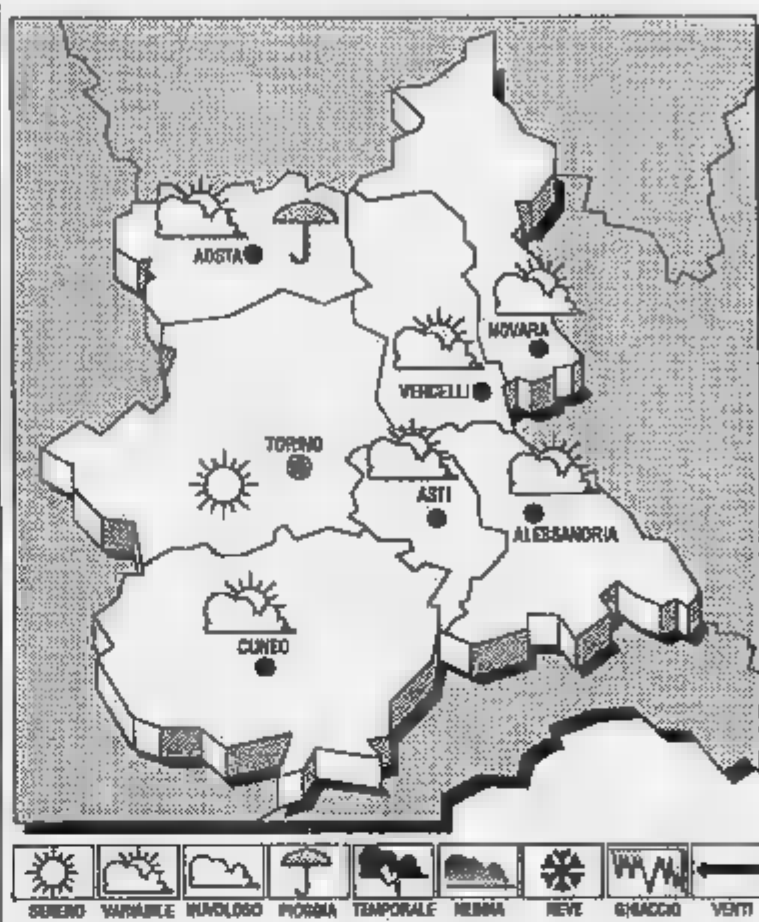 AOSTA
NOVARA
VERCELLI
TORINO
ASTI
ALESSANDRIA
CUNEO
SERENO VARIABILE NUVOLOSO PIOGGIA TEMPORALE NEBBIA NEVE GHIACCIO VENTI